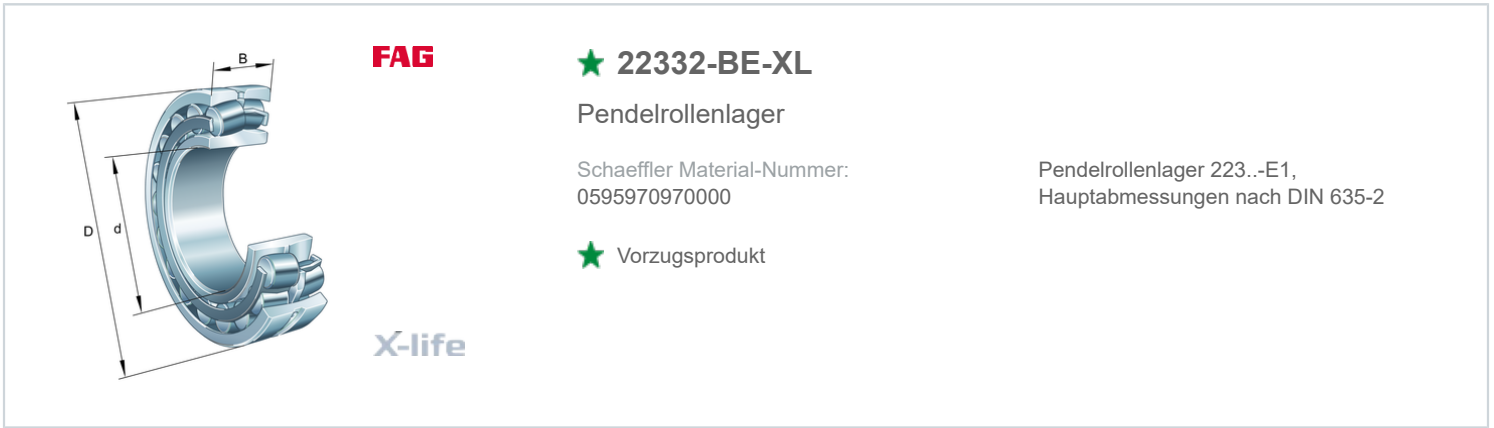 B
D
d
FAG
X-life
22332-BE-XL
Pendelrollenlager
Schaeffler Material-Nummer:
0595970970000
Vorzugsprodukt
Pendelrollenlager 223..-E1,
Hauptabmessungen nach DIN 635-2